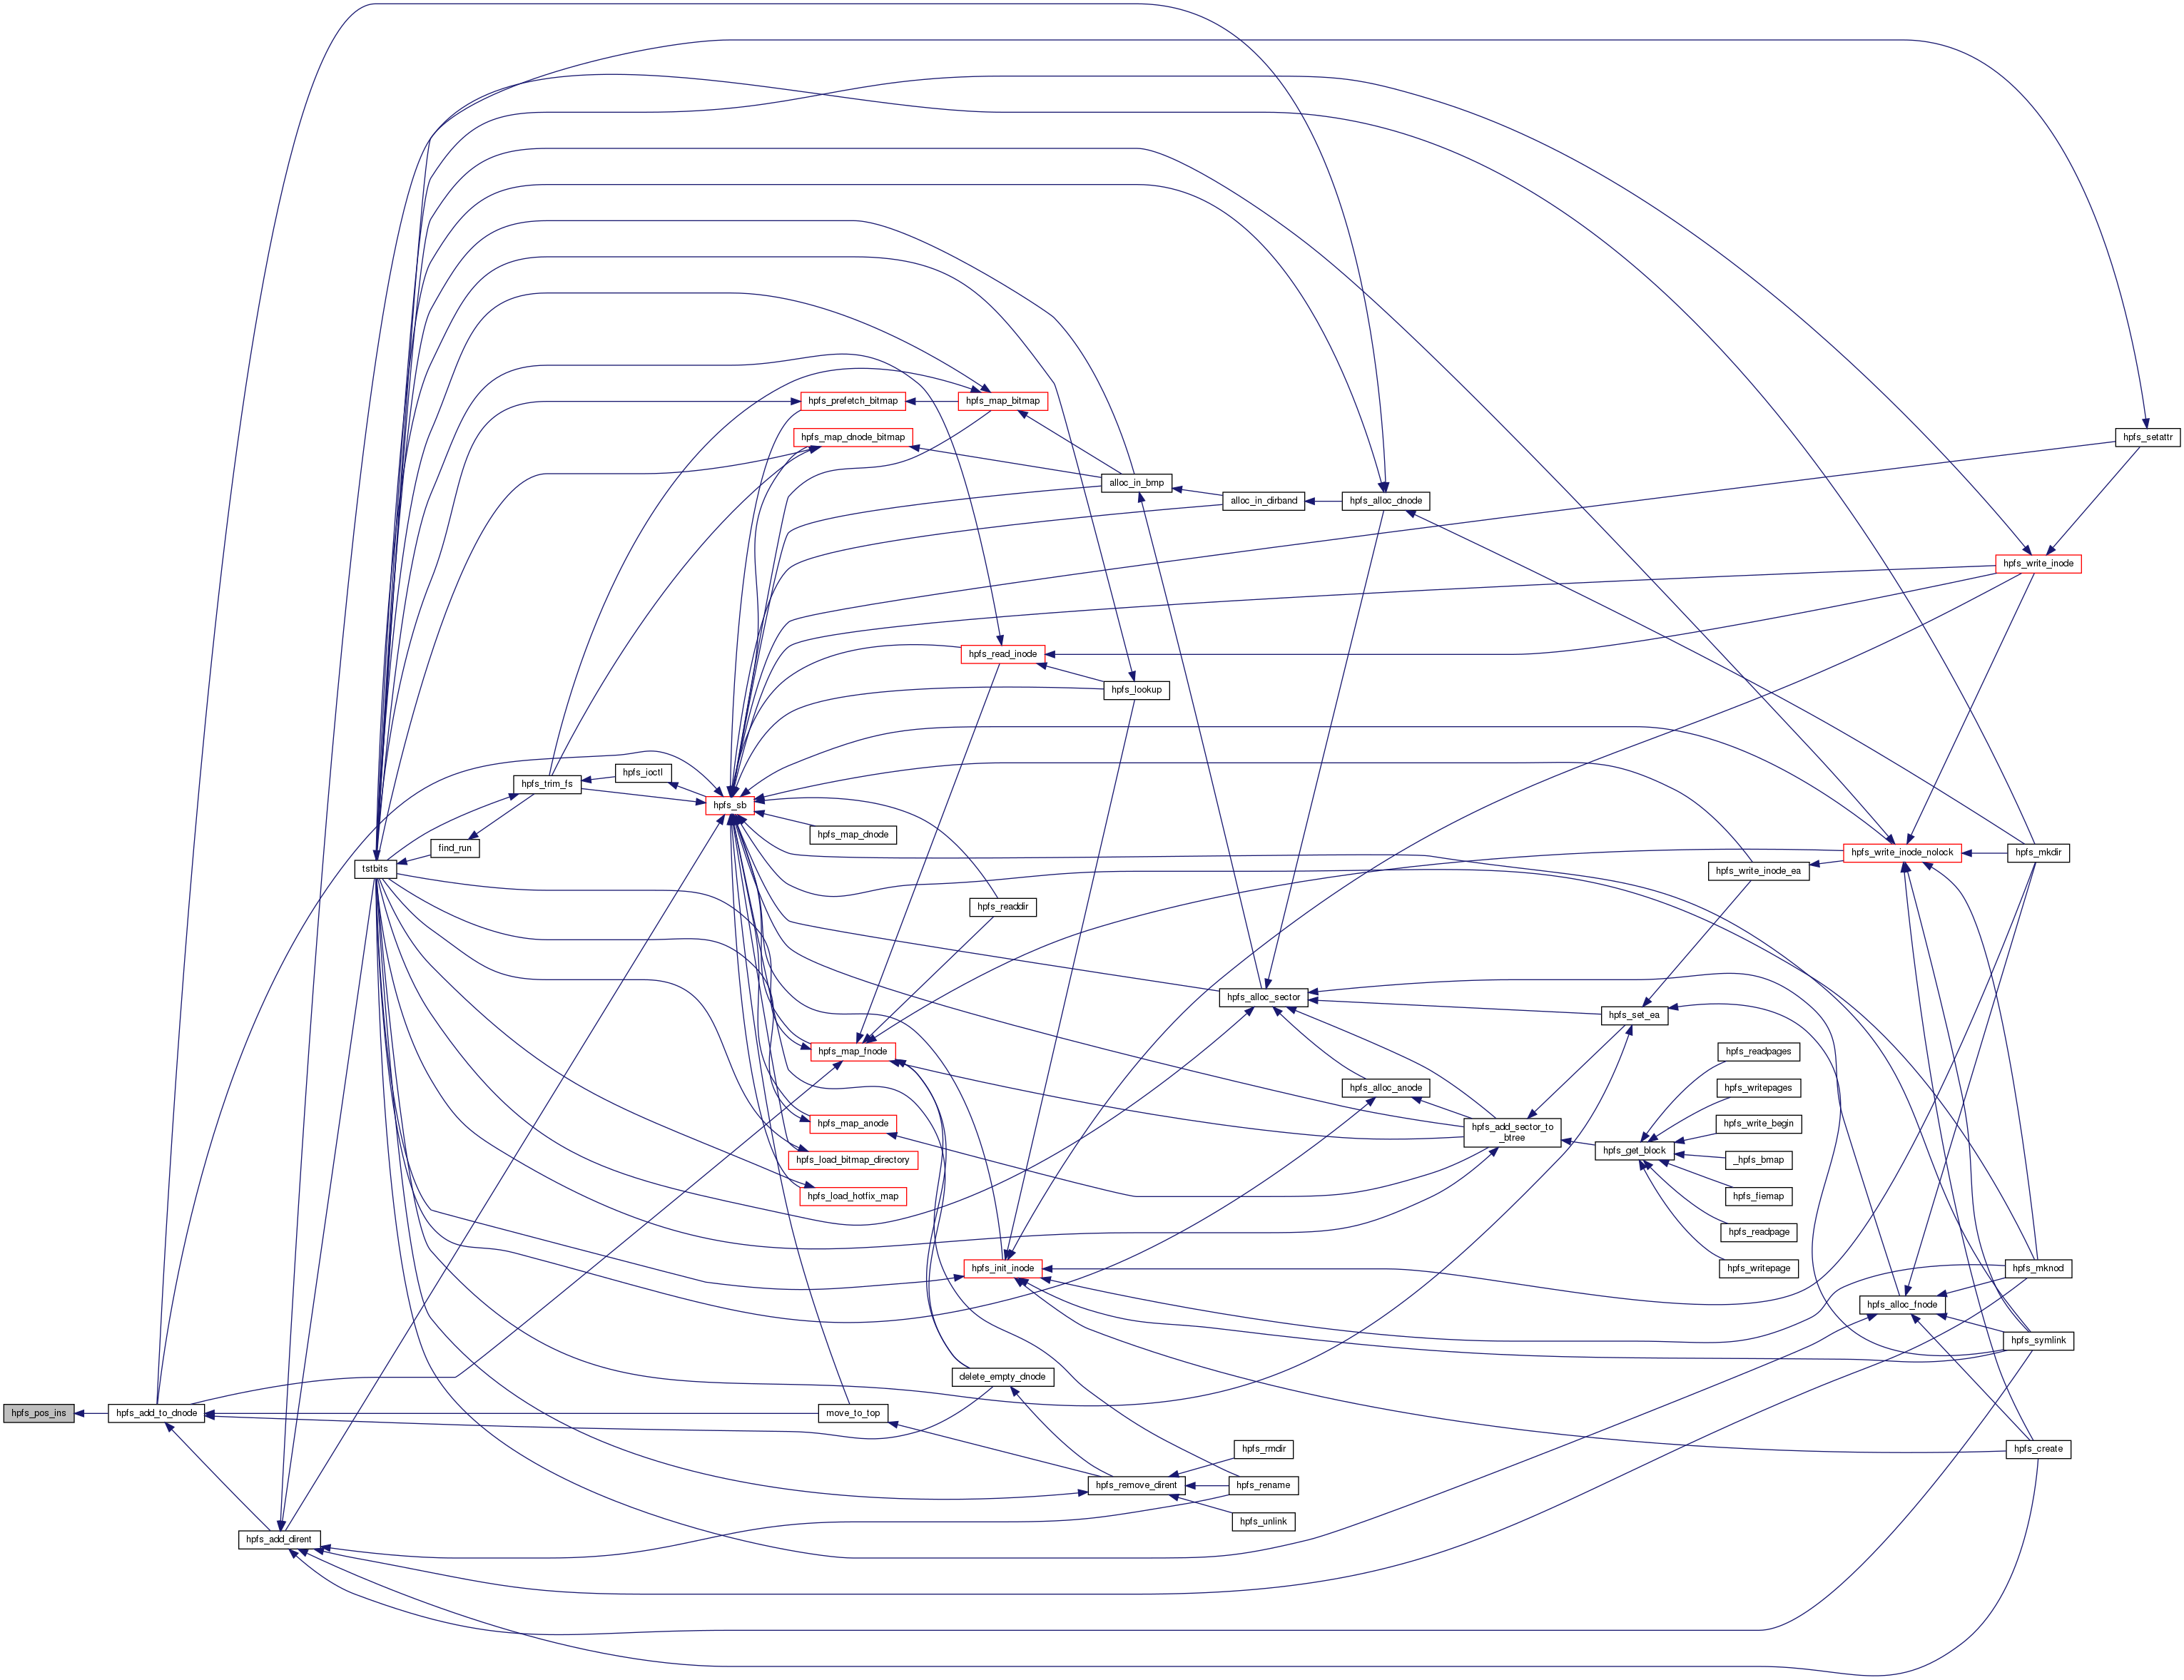 hpfs_setattr
hpfs_prefetch_bitmap
hpfs_map_bitmap
hpfs_map_dnode_bitmap
alloc_in_bmp
alloc_in_dirband
hpfs_alloc_dnode
hpfs_write_inode
hpfs_read_inode
hpfs_lookup
hpfs_ioctl
hpfs_trim_fs
hpfs_sb
hpfs_map_dnode
find_run
tstbits
hpfs_write_inode_nolock
hpfs_mkdir
hpfs_write_inode_ea
hpfs_readdir
hpfs_alloc_sector
hpfs_set_ea
hpfs_map_fnode
hpfs_readpages
hpfs_alloc_anode
hpfs_writepages
hpfs_map_anode
hpfs_add_sector_to
_btree
hpfs_write_begin
hpfs_get_block
hpfs_load_bitmap_directory
_hpfs_bmap
hpfs_load_hotfix_map
hpfs_fiemap
hpfs_readpage
hpfs_init_inode
hpfs_writepage
hpfs_mknod
hpfs_alloc_fnode
hpfs_symlink
delete_empty_dnode
hpfs_pos_ins
hpfs_add_to_dnode
move_to_top
hpfs_rmdir
hpfs_create
hpfs_remove_dirent
hpfs_rename
hpfs_unlink
hpfs_add_dirent